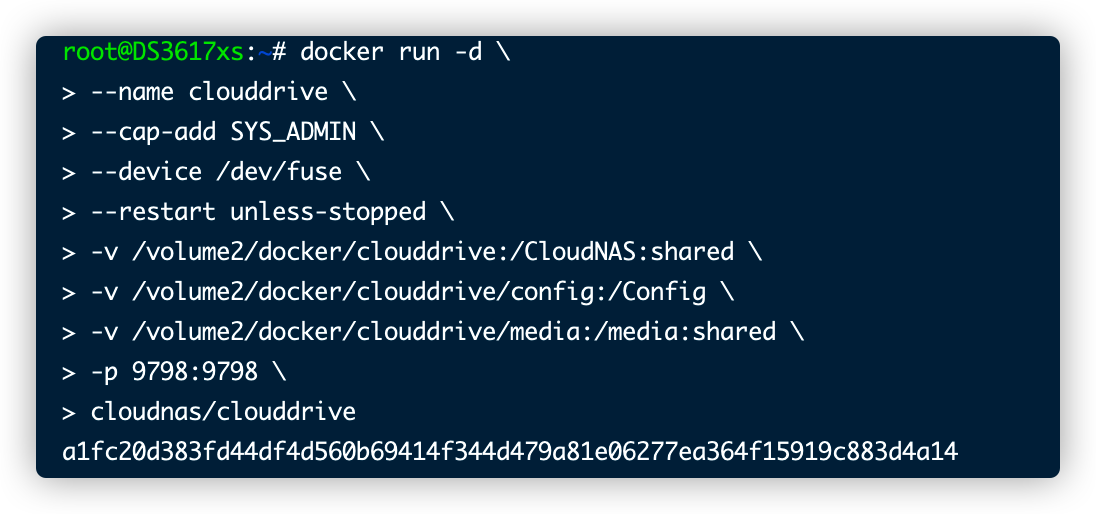 root@DS3617xs:~# docker run -d \
> --name clouddrive \
> --cap-add SYS_ADMIN \
> --device /dev/fuse \
> --restart unless-stopped \
> -v /volume2/docker/clouddrive:/CloudNAS:shared \
> -v /volume2/docker/clouddrive/config:/Config \
> -v /volume2/docker/clouddrive/media:/media:shared \
> -p 9798:9798 \
> cloudnas/clouddrive
a1fc20d383fd44df4d560b69414f344d479a81e06277ea364f15919c883d4a14